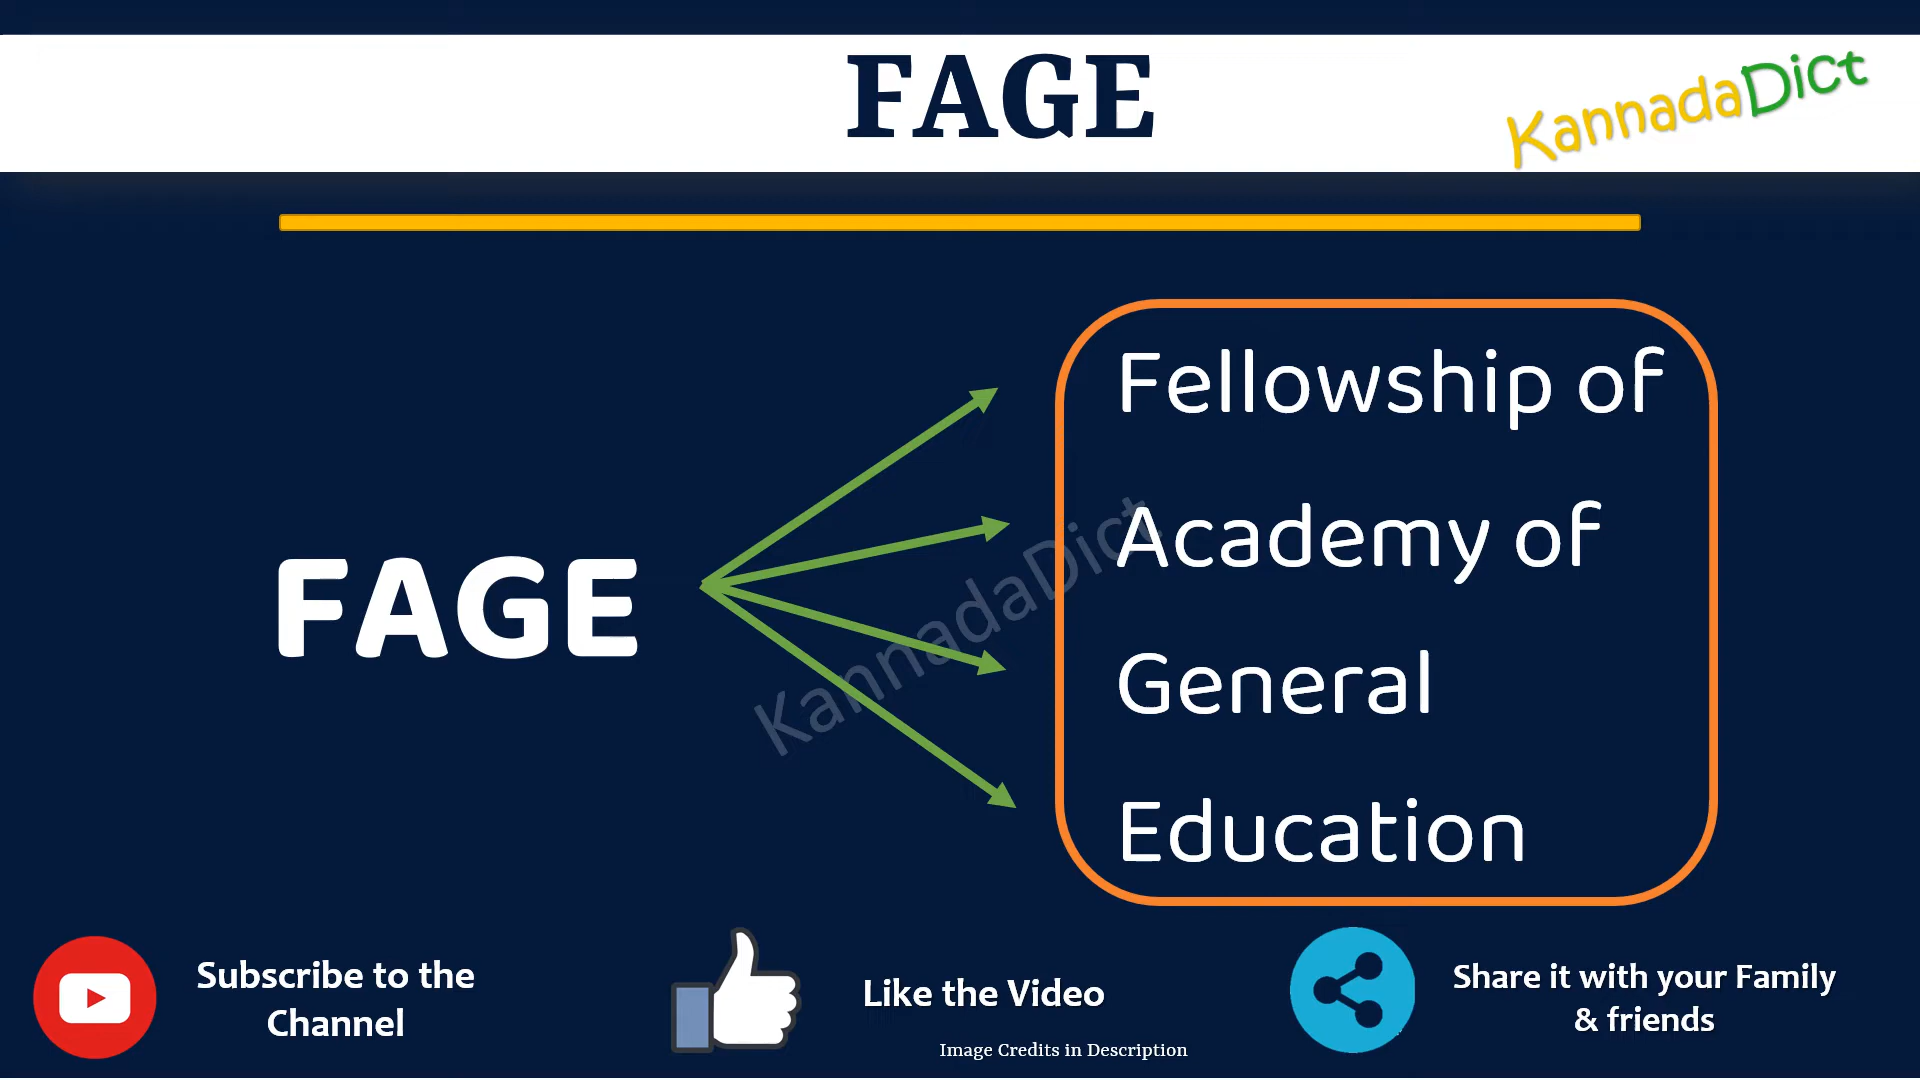 FAGE
KannadaDict
Fellowship of
Academy of
FAGE
General
Education
KannadaDict
Subscribe to the
Channel
Like the Video
Share it with your Family
& friends
Image Credits in Description